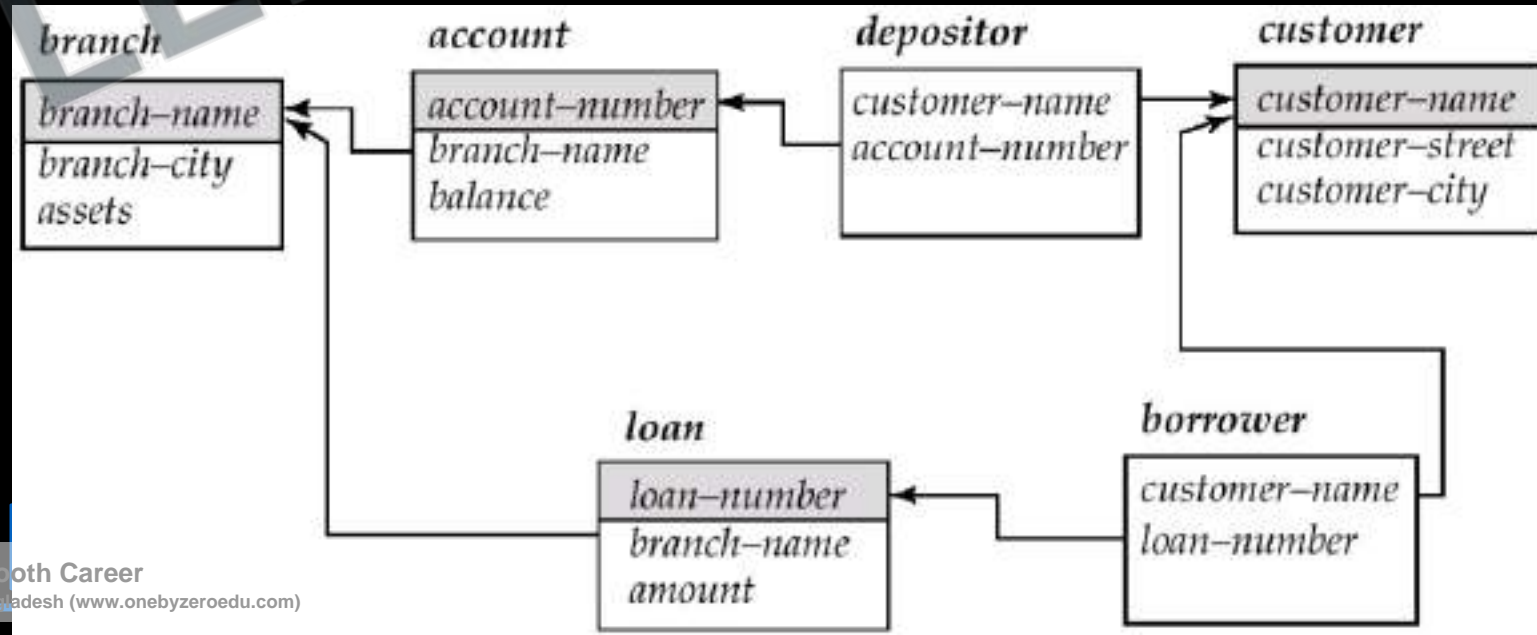 branch
branch–name
branch–city
assets
account
account–number
branch–name
balance
depositor
customer–name
account–number
customer
customer–name
customer–street
customer–city
loan
loan–number
branch–name
amount
borrower
customer–name
loan–number
Career
(www.onebyzeroedu.com)